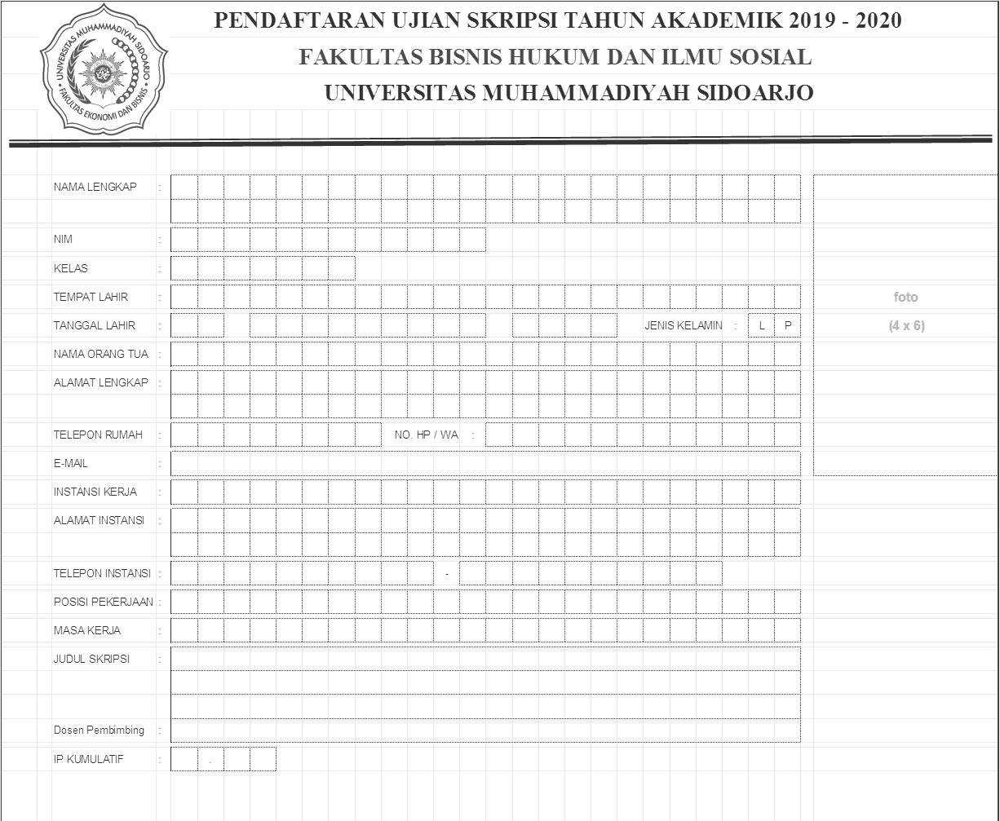 PENDAFTARAN UJIAN SKRIPSI TAHUN AKADEMIK 2019 - 2020
FAKULTAS BISNIS HUKUM DAN ILMU SOSIAL
UNIVERSITAS MUHAMMADIYAH SIDOARJO
UNIVERSITAS MUHAMMADIYAH SIDOARJO
• FAKULTAS EKONOMI DAN BISNIS •
NAMA LENGKAP :
NIM :
KELAS :
TEMPAT LAHIR :
foto
TANGGAL LAHIR : JENIS KELAMIN : L P
(4 x 6)
NAMA ORANG TUA :
ALAMAT LENGKAP :
TELEPON RUMAH : NO. HP / WA :
E-MAIL :
INSTANSI KERJA :
ALAMAT INSTANSI :
TELEPON INSTANSI : -
POSISI PEKERJAAN :
MASA KERJA :
JUDUL SKRIPSI :
Dosen Pembimbing :
IP KUMULATIF : .